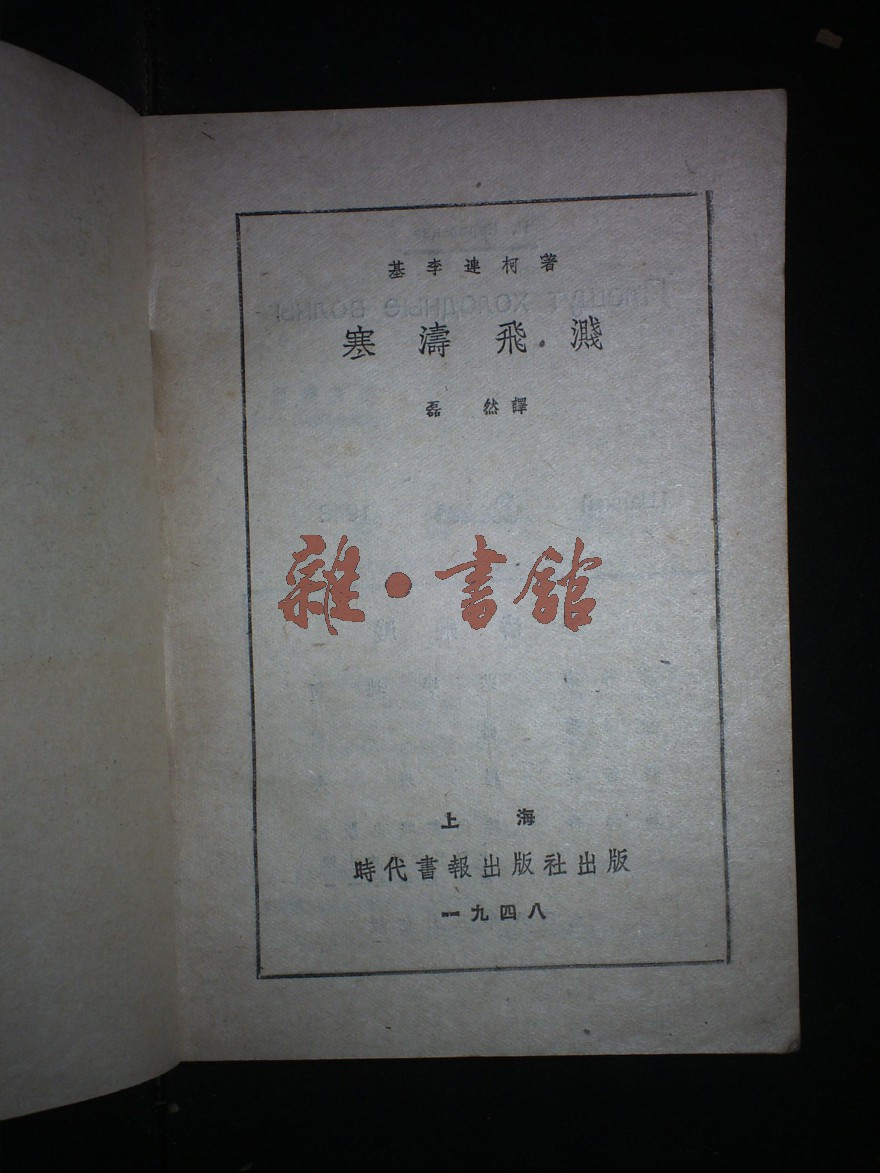 基李連柯著
寒濤飛濺
磊然譯
雜·書館
上海
時代書報出版社出版
一九四八